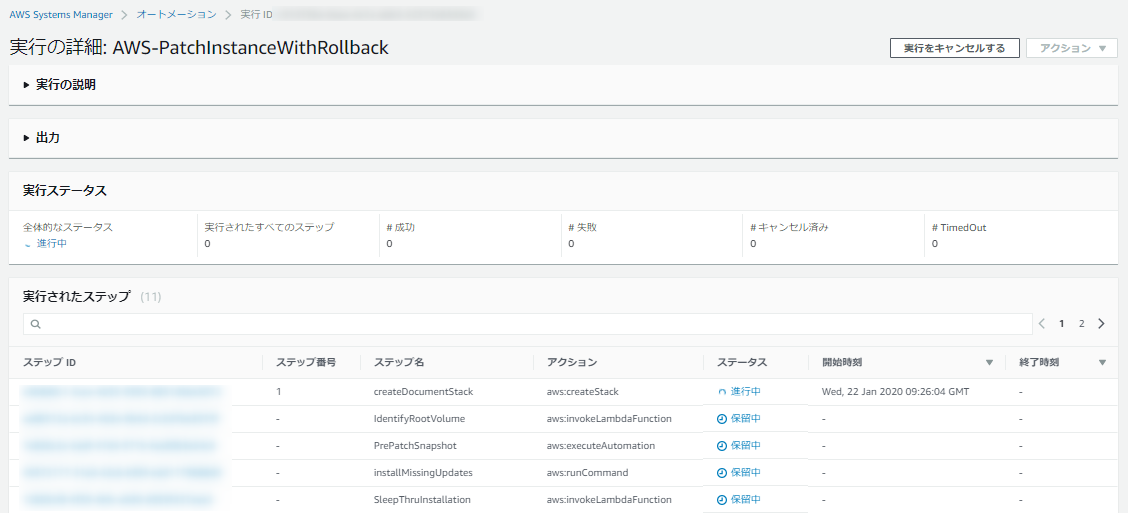 AWS Systems Manager > オートメーション > 実行 ID
実行の詳細: AWS-PatchInstanceWithRollback
実行をキャンセルする
アクション ▼
▶ 実行の説明
▶ 出力
実行ステータス
全体的なステータス 実行されたすべてのステップ # 成功 # 失敗 # キャンセル済み # TimedOut
進行中 0 0 0 0 0
実行されたステップ (11)
1 2
ステップ ID ステップ番号 ステップ名 アクション ステータス 開始時刻 終了時刻
1 createDocumentStack aws:createStack 進行中 Wed, 22 Jan 2020 09:26:04 GMT -
- IdentifyRootVolume aws:invokeLambdaFunction 保留中 - -
- PrePatchSnapshot aws:executeAutomation 保留中 - -
- installMissingUpdates aws:runCommand 保留中 - -
- SleepThruInstallation aws:invokeLambdaFunction 保留中 - -